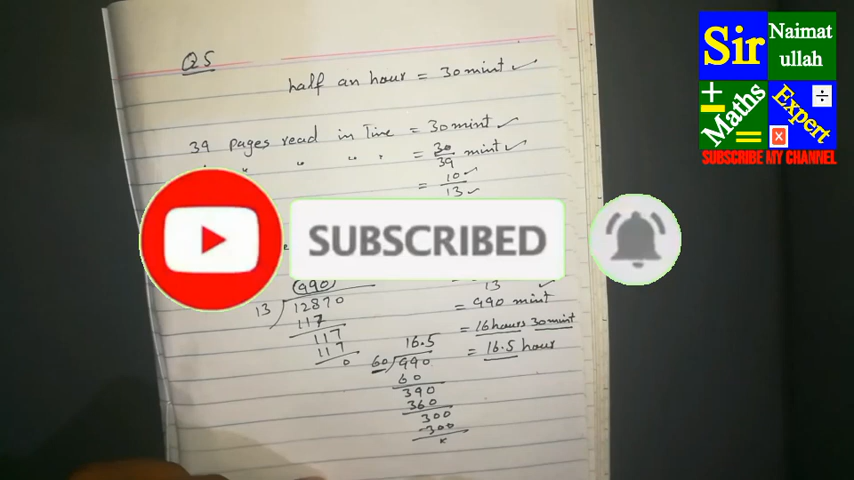 Q5
half an hour = 30 mint ✓
39 pages read in Time = 30 mint ✓
" " " " = 30/39 mint ✓
= 10 ✓/13 ✓
SUBSCRIBED
990
13
13 12870
= 990 mint
117
117
= 16 hours 30 mint
117
16.5
= 16.5 hour
0
60 990
60
390
360
300
300
x
Sir
Naimat
ullah
Maths
Expert
SUBSCRIBE MY CHANNEL